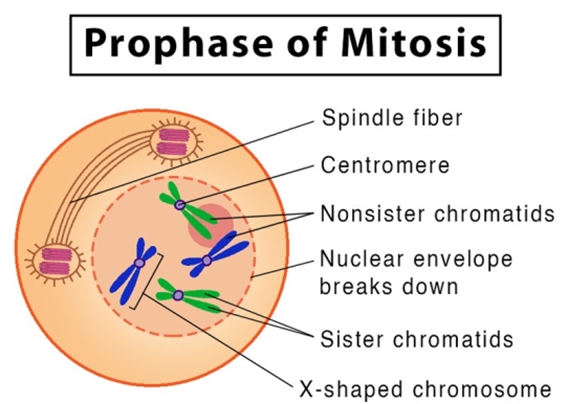 Prophase of Mitosis
Spindle fiber
Centromere
Nonsister chromatids
Nuclear envelope
breaks down
Sister chromatids
X-shaped chromosome